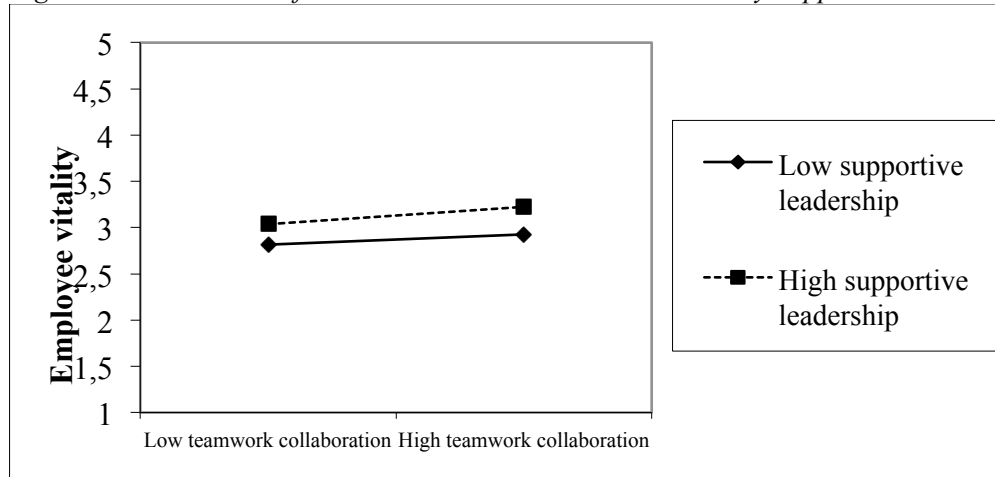 5
4,5
4
3,5
3
2,5
2
1,5
1
Employee vitality
Low teamwork collaboration High teamwork collaboration
Low supportive
leadership
High supportive
leadership